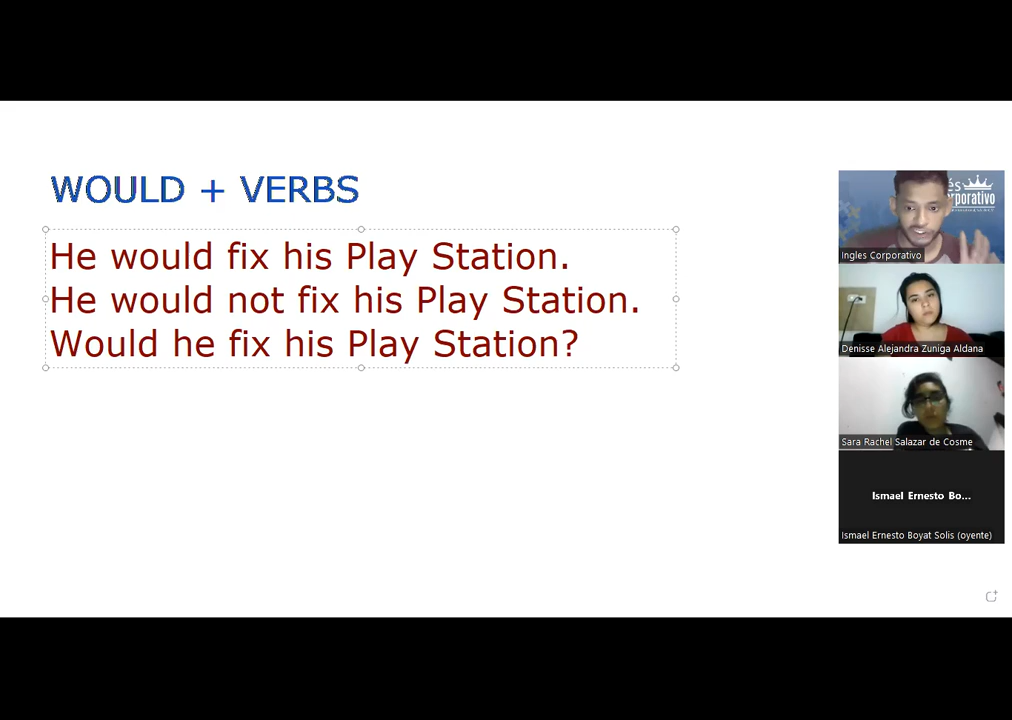 WOULD + VERBS
He would fix his Play Station.
He would not fix his Play Station.
Would he fix his Play Station?
és
rporativo
Ingles Corporativo
Denisse Alejandra Zuniga Aldana
Sara Rachel Salazar de Cosme
Ismael Ernesto Bo...
Ismael Ernesto Boyat Solis (oyente)